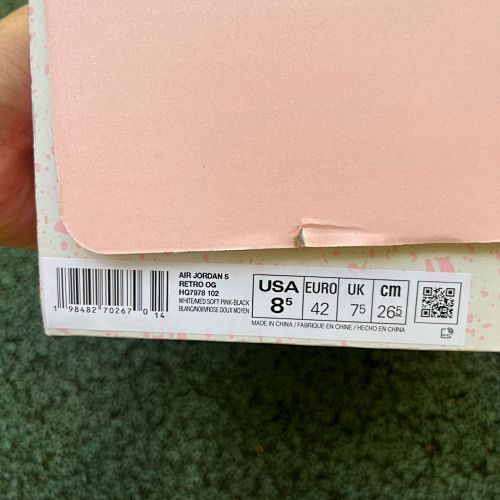 AIR JORDAN 5
RETRO OG
HQ7978 102
WHITE/MED SOFT PINK-BLACK
BLANC/NOIR/ROSE DOUX MOYEN
1 98482 70267 0 14
USA EURO UK cm
8⁵ 42 7⁵ 26⁵
MADE IN CHINA / FABRIQUE EN CHINE / HECHO EN CHINA